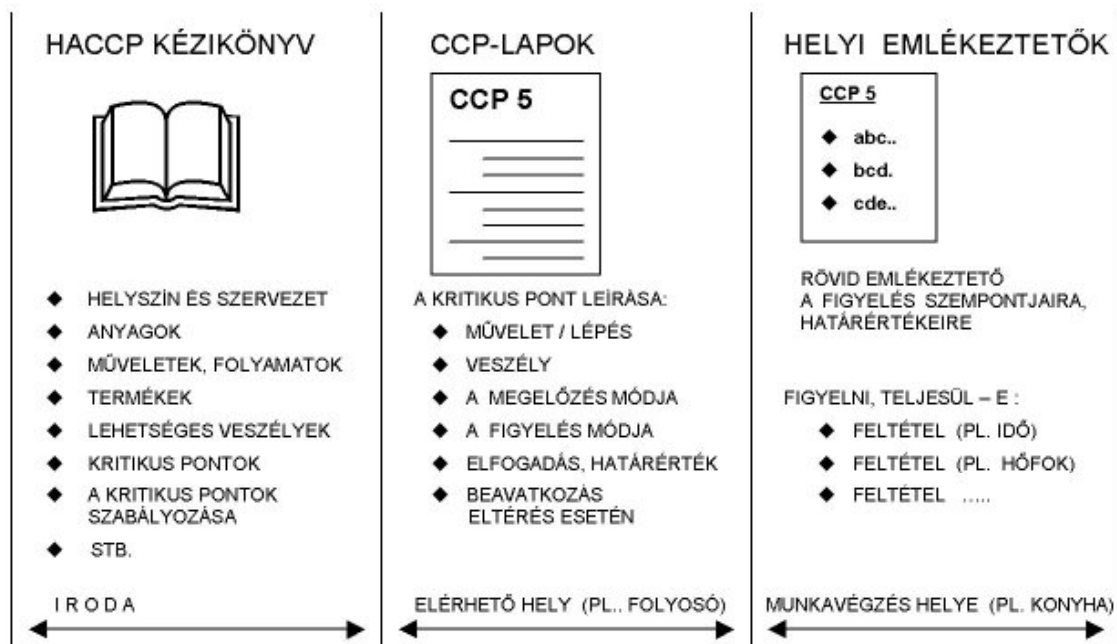 HACCP KÉZIKÖNYV
◆ HELYSZÍN ÉS SZERVEZET
◆ ANYAGOK
◆ MŰVELETEK, FOLYAMATOK
◆ TERMÉKEK
◆ LEHETSÉGES VESZÉLYEK
◆ KRITIKUS PONTOK
◆ A KRITIKUS PONTOK
SZABÁLYOZÁSA
◆ STB.
I R O D A
CCP-LAPOK
CCP 5
A KRITIKUS PONT LEÌRÀSA:
◆ MŰVELET / LÉPÉS
◆ VESZÉLY
◆ A MEGELŐZÉS MÓDJA
◆ A FIGYELÉS MÓDJA
◆ ELFOGADÁS, HATÁRÉRTÉK
◆ BEAVATKOZÁS
ELTÉRÉS ESETÉN
ELÉRHETŐ HELY (PL.. FOLYOSÓ)
HELYI EMLÉKEZTETŐK
CCP 5
◆ abc..
◆ bcd.
◆ cde..
RÖVID EMLÉKEZTETŐ
A FIGYELÉS SZEMPONTJAIRA,
HATÁRÉRTÉKEIRE
FIGYELNI, TELJESÜL – E :
◆ FELTÉTEL (PL. IDŐ)
◆ FELTÉTEL (PL. HŐFOK)
◆ FELTÉTEL .....
MUNKAVÉGZÉS HELYE (PL. KONYHA)